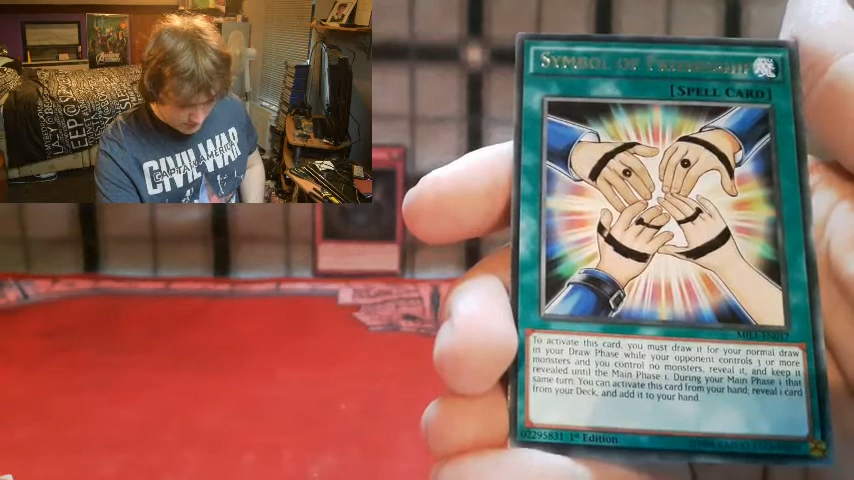 SYMBOL OF FRIENDSHIP
[SPELL CARD]
MIL1-EN047
To activate this card, you must draw it for your normal draw
in your Draw Phase while your opponent controls 3 or more
monsters and you control no monsters, reveal it, and keep it
revealed until the Main Phase 1. During your Main Phase 1 that
same turn: You can activate this card from your hand; reveal 1 card
from your Deck, and add it to your hand.
02295831 1st Edition
CIVIL WAR
CAPTAIN AMERICA